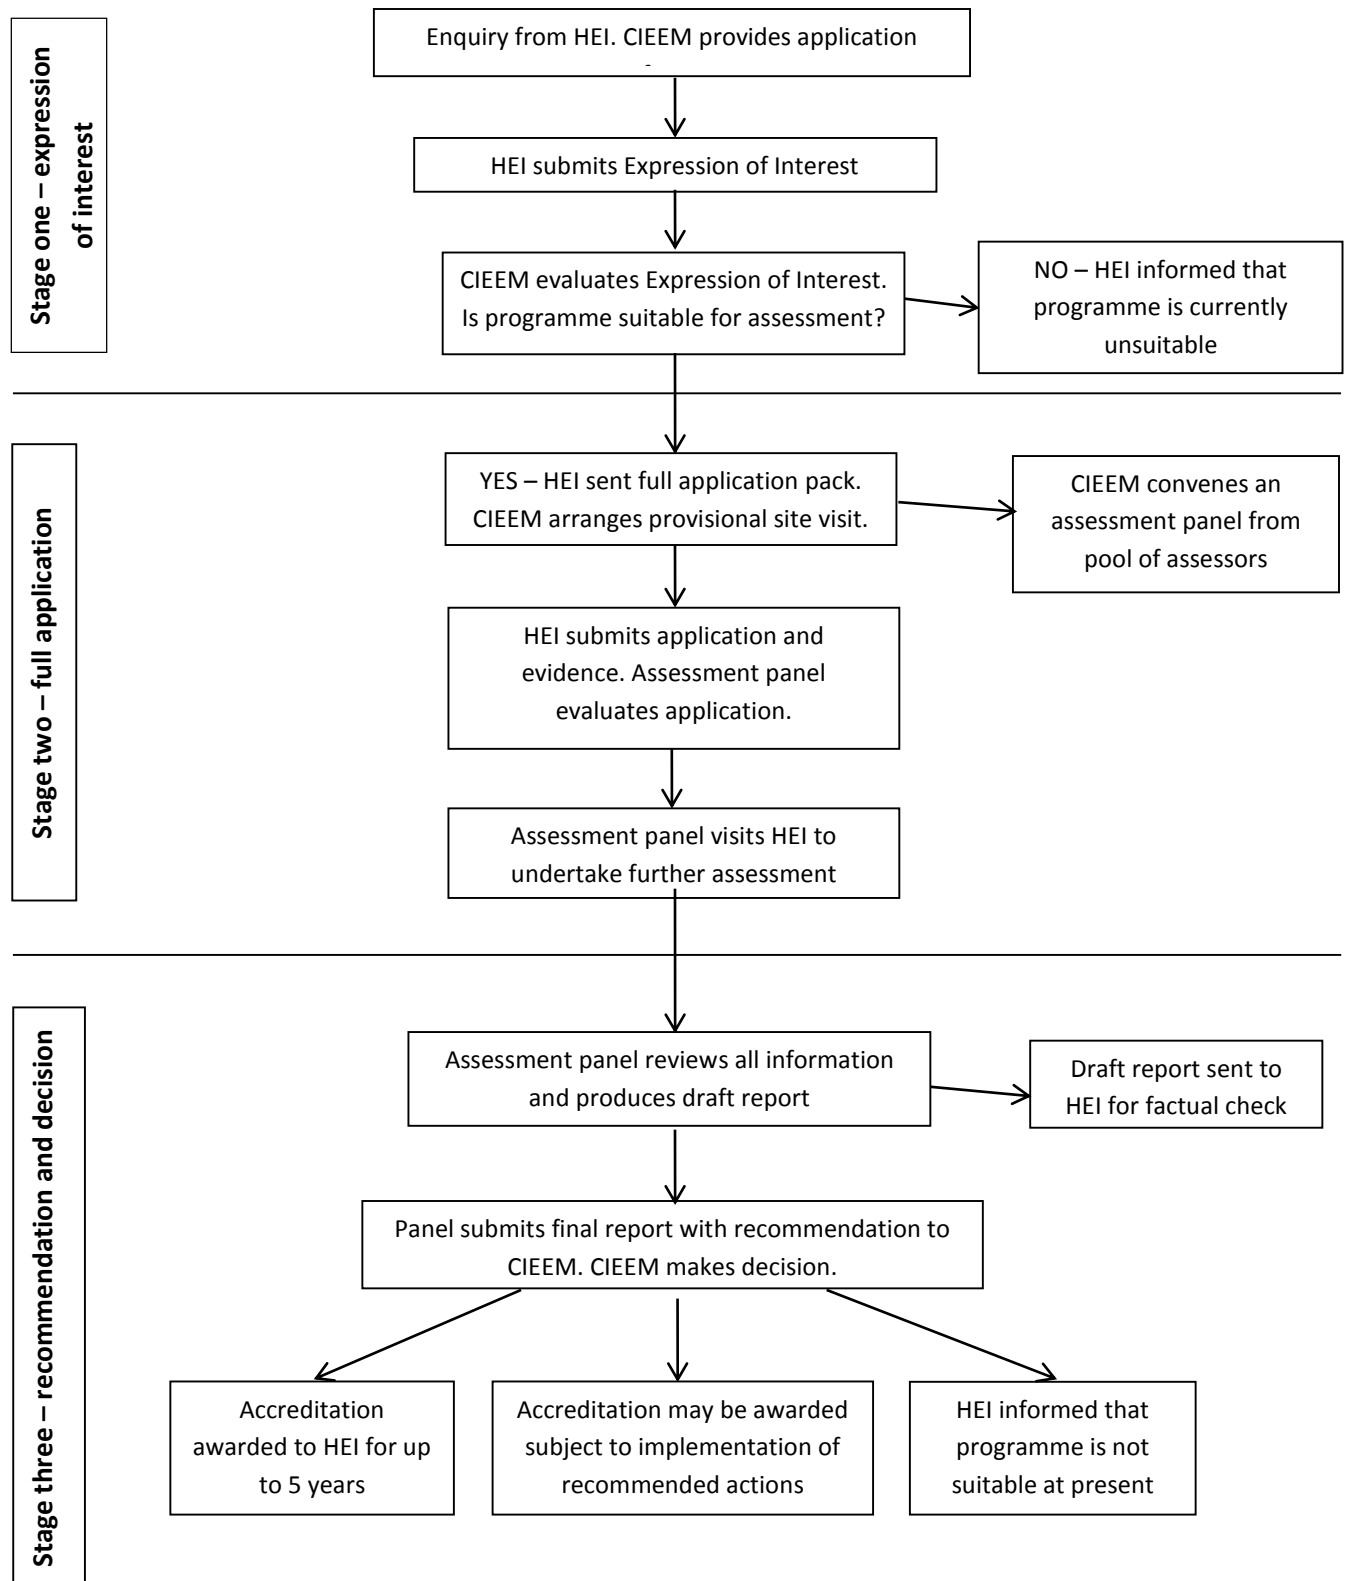 Stage one – expression
of interest
Enquiry from HEI. CIEEM provides application
HEI submits Expression of Interest
CIEEM evaluates Expression of Interest.
Is programme suitable for assessment?
NO – HEI informed that
programme is currently
unsuitable
Stage two – full application
YES – HEI sent full application pack.
CIEEM arranges provisional site visit.
CIEEM convenes an
assessment panel from
pool of assessors
HEI submits application and
evidence. Assessment panel
evaluates application.
Assessment panel visits HEI to
undertake further assessment
Stage three – recommendation and decision
Assessment panel reviews all information
and produces draft report
Draft report sent to
HEI for factual check
Panel submits final report with recommendation to
CIEEM. CIEEM makes decision.
Accreditation
awarded to HEI for up
to 5 years
Accreditation may be awarded
subject to implementation of
recommended actions
HEI informed that
programme is not
suitable at present